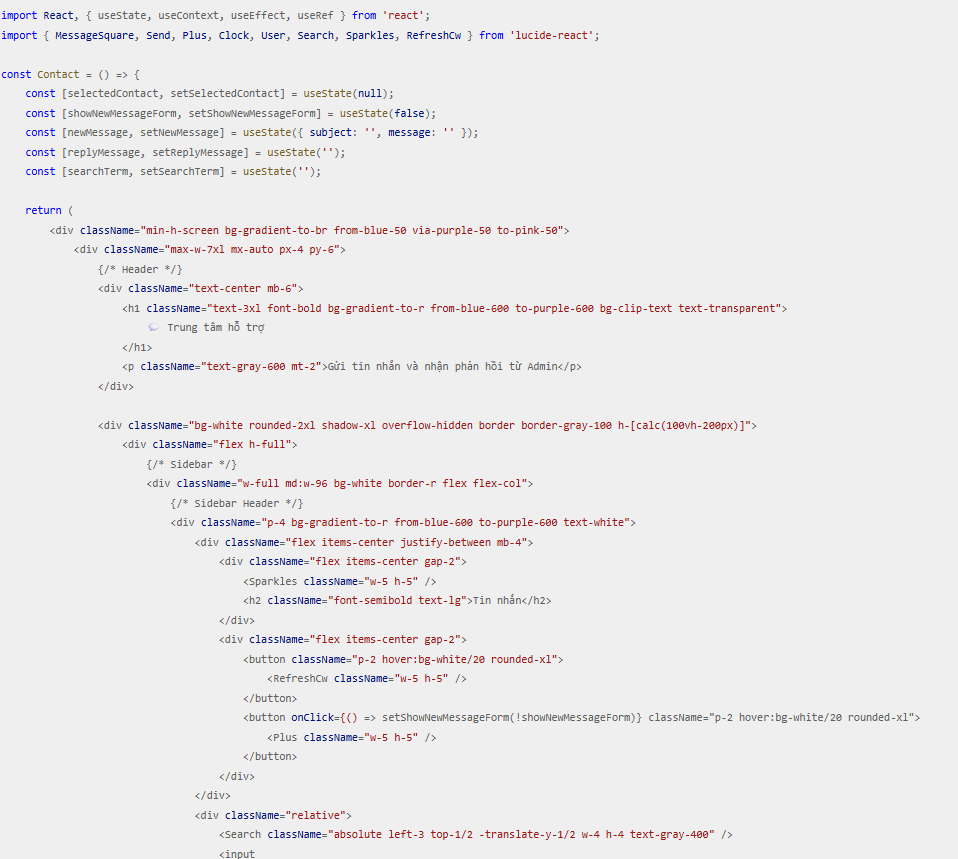 import React, { useState, useContext, useEffect, useRef } from 'react';
import { MessageSquare, Send, Plus, Clock, User, Search, Sparkles, RefreshCw } from 'lucide-react';

const Contact = () => {
    const [selectedContact, setSelectedContact] = useState(null);
    const [showNewMessageForm, setShowNewMessageForm] = useState(false);
    const [newMessage, setNewMessage] = useState({ subject: '', message: '' });
    const [replyMessage, setReplyMessage] = useState('');
    const [searchTerm, setSearchTerm] = useState('');

    return (
        <div className="min-h-screen bg-gradient-to-br from-blue-50 via-purple-50 to-pink-50">
            <div className="max-w-7xl mx-auto px-4 py-6">
                {/* Header */}
                <div className="text-center mb-6">
                    <h1 className="text-3xl font-bold bg-gradient-to-r from-blue-600 to-purple-600 bg-clip-text text-transparent">
                        💬 Trung tâm hỗ trợ
                    </h1>
                    <p className="text-gray-600 mt-2">Gửi tin nhắn và nhận phản hồi từ Admin</p>
                </div>

                <div className="bg-white rounded-2xl shadow-xl overflow-hidden border border-gray-100 h-[calc(100vh-200px)]">
                    <div className="flex h-full">
                        {/* Sidebar */}
                        <div className="w-full md:w-96 bg-white border-r flex flex-col">
                            {/* Sidebar Header */}
                            <div className="p-4 bg-gradient-to-r from-blue-600 to-purple-600 text-white">
                                <div className="flex items-center justify-between mb-4">
                                    <div className="flex items-center gap-2">
                                        <Sparkles className="w-5 h-5" />
                                        <h2 className="font-semibold text-lg">Tin nhắn</h2>
                                    </div>
                                    <div className="flex items-center gap-2">
                                        <button className="p-2 hover:bg-white/20 rounded-xl">
                                            <RefreshCw className="w-5 h-5" />
                                        </button>
                                        <button onClick={() => setShowNewMessageForm(!showNewMessageForm)} className="p-2 hover:bg-white/20 rounded-xl">
                                            <Plus className="w-5 h-5" />
                                        </button>
                                    </div>
                                </div>
                                <div className="relative">
                                    <Search className="absolute left-3 top-1/2 -translate-y-1/2 w-4 h-4 text-gray-400" />
                                    <input